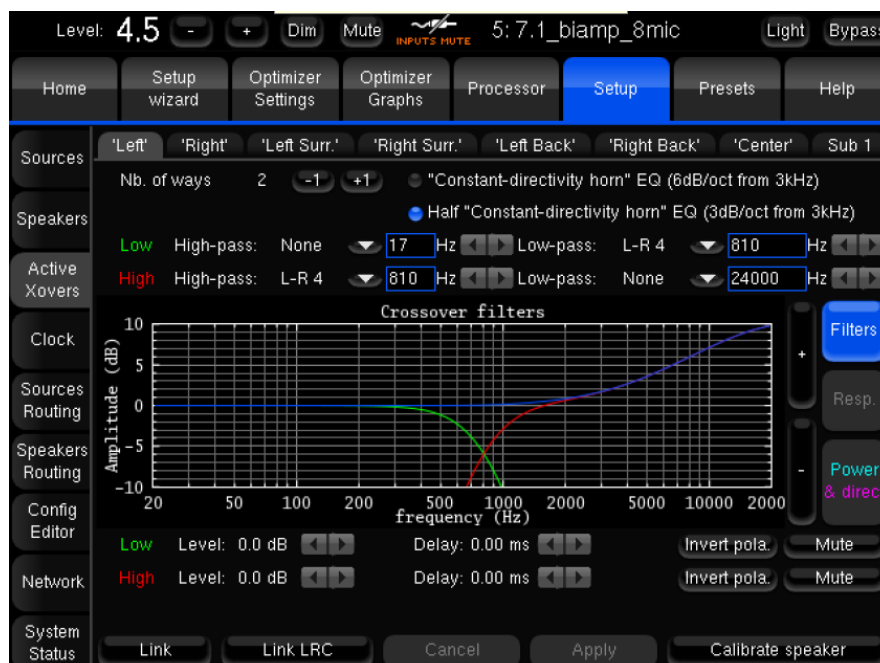 Level: 4.5 - + Dim Mute INPUTS MUTE 5: 7.1_biamp_8mic Light Bypass
Home Setup wizard Optimizer Settings Optimizer Graphs Processor Setup Presets Help
Sources
Speakers
Active Xovers
Clock
Sources Routing
Speakers Routing
Config Editor
Network
System Status
'Left' 'Right' 'Left Surr.' 'Right Surr.' 'Left Back' 'Right Back' 'Center' Sub 1
Nb. of ways 2 -1 +1 "Constant-directivity horn" EQ (6dB/oct from 3kHz)
Half "Constant-directivity horn" EQ (3dB/oct from 3kHz)
Low High-pass: None 17 Hz Low-pass: L-R 4 810 Hz
High High-pass: L-R 4 810 Hz Low-pass: None 24000 Hz
Crossover filters
Amplitude (dB)
10
5
0
-5
-10
20 50 100 200 500 1000 2000 5000 10000 2000
frequency (Hz)
+
-
Filters
Resp.
Power & direc
Low Level: 0.0 dB Delay: 0.00 ms Invert pola. Mute
High Level: 0.0 dB Delay: 0.00 ms Invert pola. Mute
Link Link LRC Cancel Apply Calibrate speaker